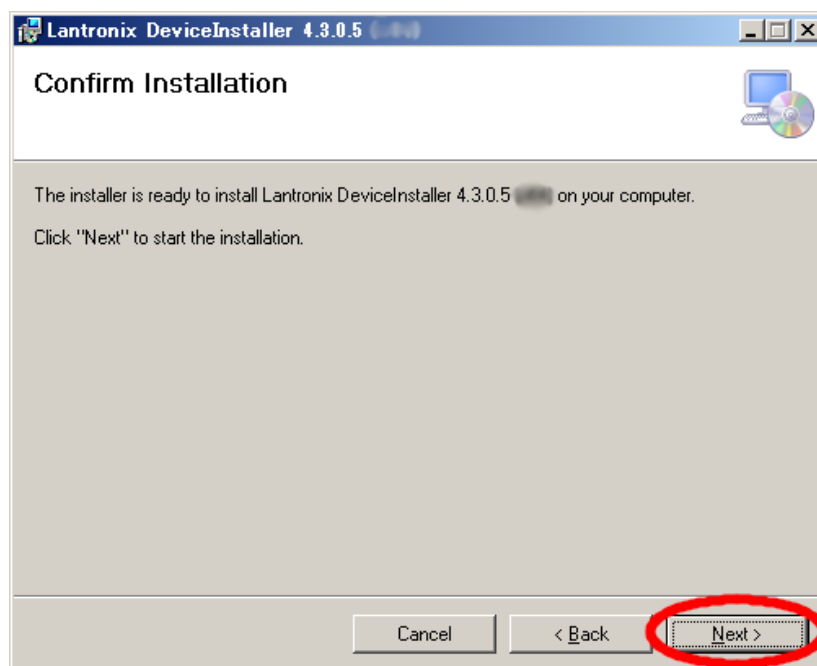 Lantronix DeviceInstaller 4.3.0.5
Confirm Installation
The installer is ready to install Lantronix DeviceInstaller 4.3.0.5 on your computer.
Click "Next" to start the installation.
Cancel
< Back
Next >